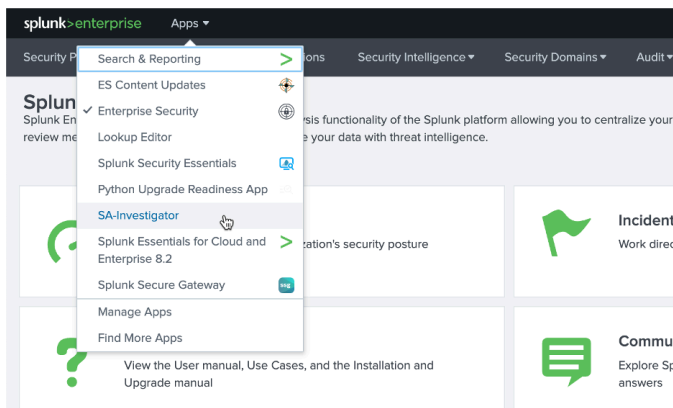 splunk>enterprise Apps ▾
Security P ions Security Intelligence ▾ Security Domains ▾ Audit ▾
Search & Reporting >
ES Content Updates
✓ Enterprise Security
Lookup Editor
Splunk Security Essentials
Python Upgrade Readiness App
SA-Investigator
Splunk Essentials for Cloud and
Enterprise 8.2
Splunk Secure Gateway ssg
Manage Apps
Find More Apps
Splun
Splunk En ysis functionality of the Splunk platform allowing you to centralize your
review me e your data with threat intelligence.
zation's security posture
Incident
Work direc
?
View the User manual, Use Cases, and the Installation and
Upgrade manual
Commu
Explore Sp
answers